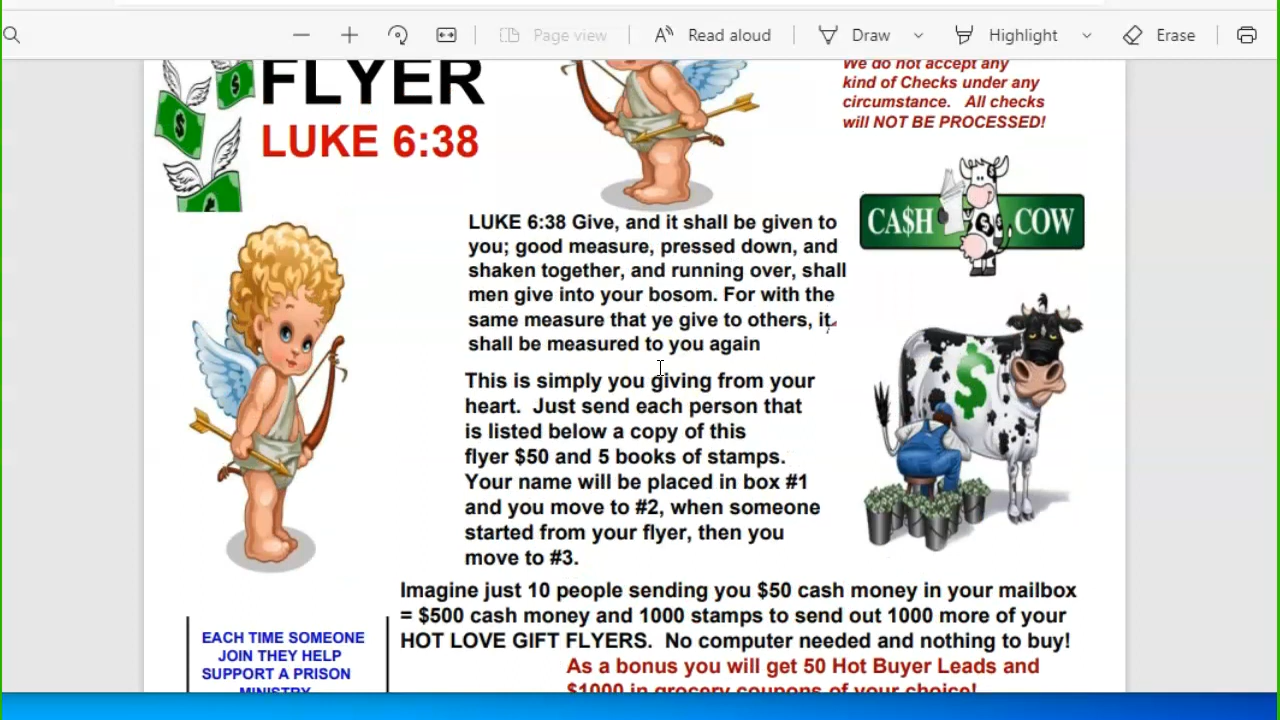 Page view
Read aloud
Draw
Highlight
Erase
FLYER
LUKE 6:38
We do not accept any
kind of Checks under any
circumstance. All checks
will NOT BE PROCESSED!
CA$H COW
LUKE 6:38 Give, and it shall be given to
you; good measure, pressed down, and
shaken together, and running over, shall
men give into your bosom. For with the
same measure that ye give to others, it
shall be measured to you again
This is simply you giving from your
heart. Just send each person that
is listed below a copy of this
flyer $50 and 5 books of stamps.
Your name will be placed in box #1
and you move to #2, when someone
started from your flyer, then you
move to #3.
Imagine just 10 people sending you $50 cash money in your mailbox
= $500 cash money and 1000 stamps to send out 1000 more of your
HOT LOVE GIFT FLYERS. No computer needed and nothing to buy!
As a bonus you will get 50 Hot Buyer Leads and
$1000 in grocery coupons of your choice!
EACH TIME SOMEONE
JOIN THEY HELP
SUPPORT A PRISON
MINISTRY